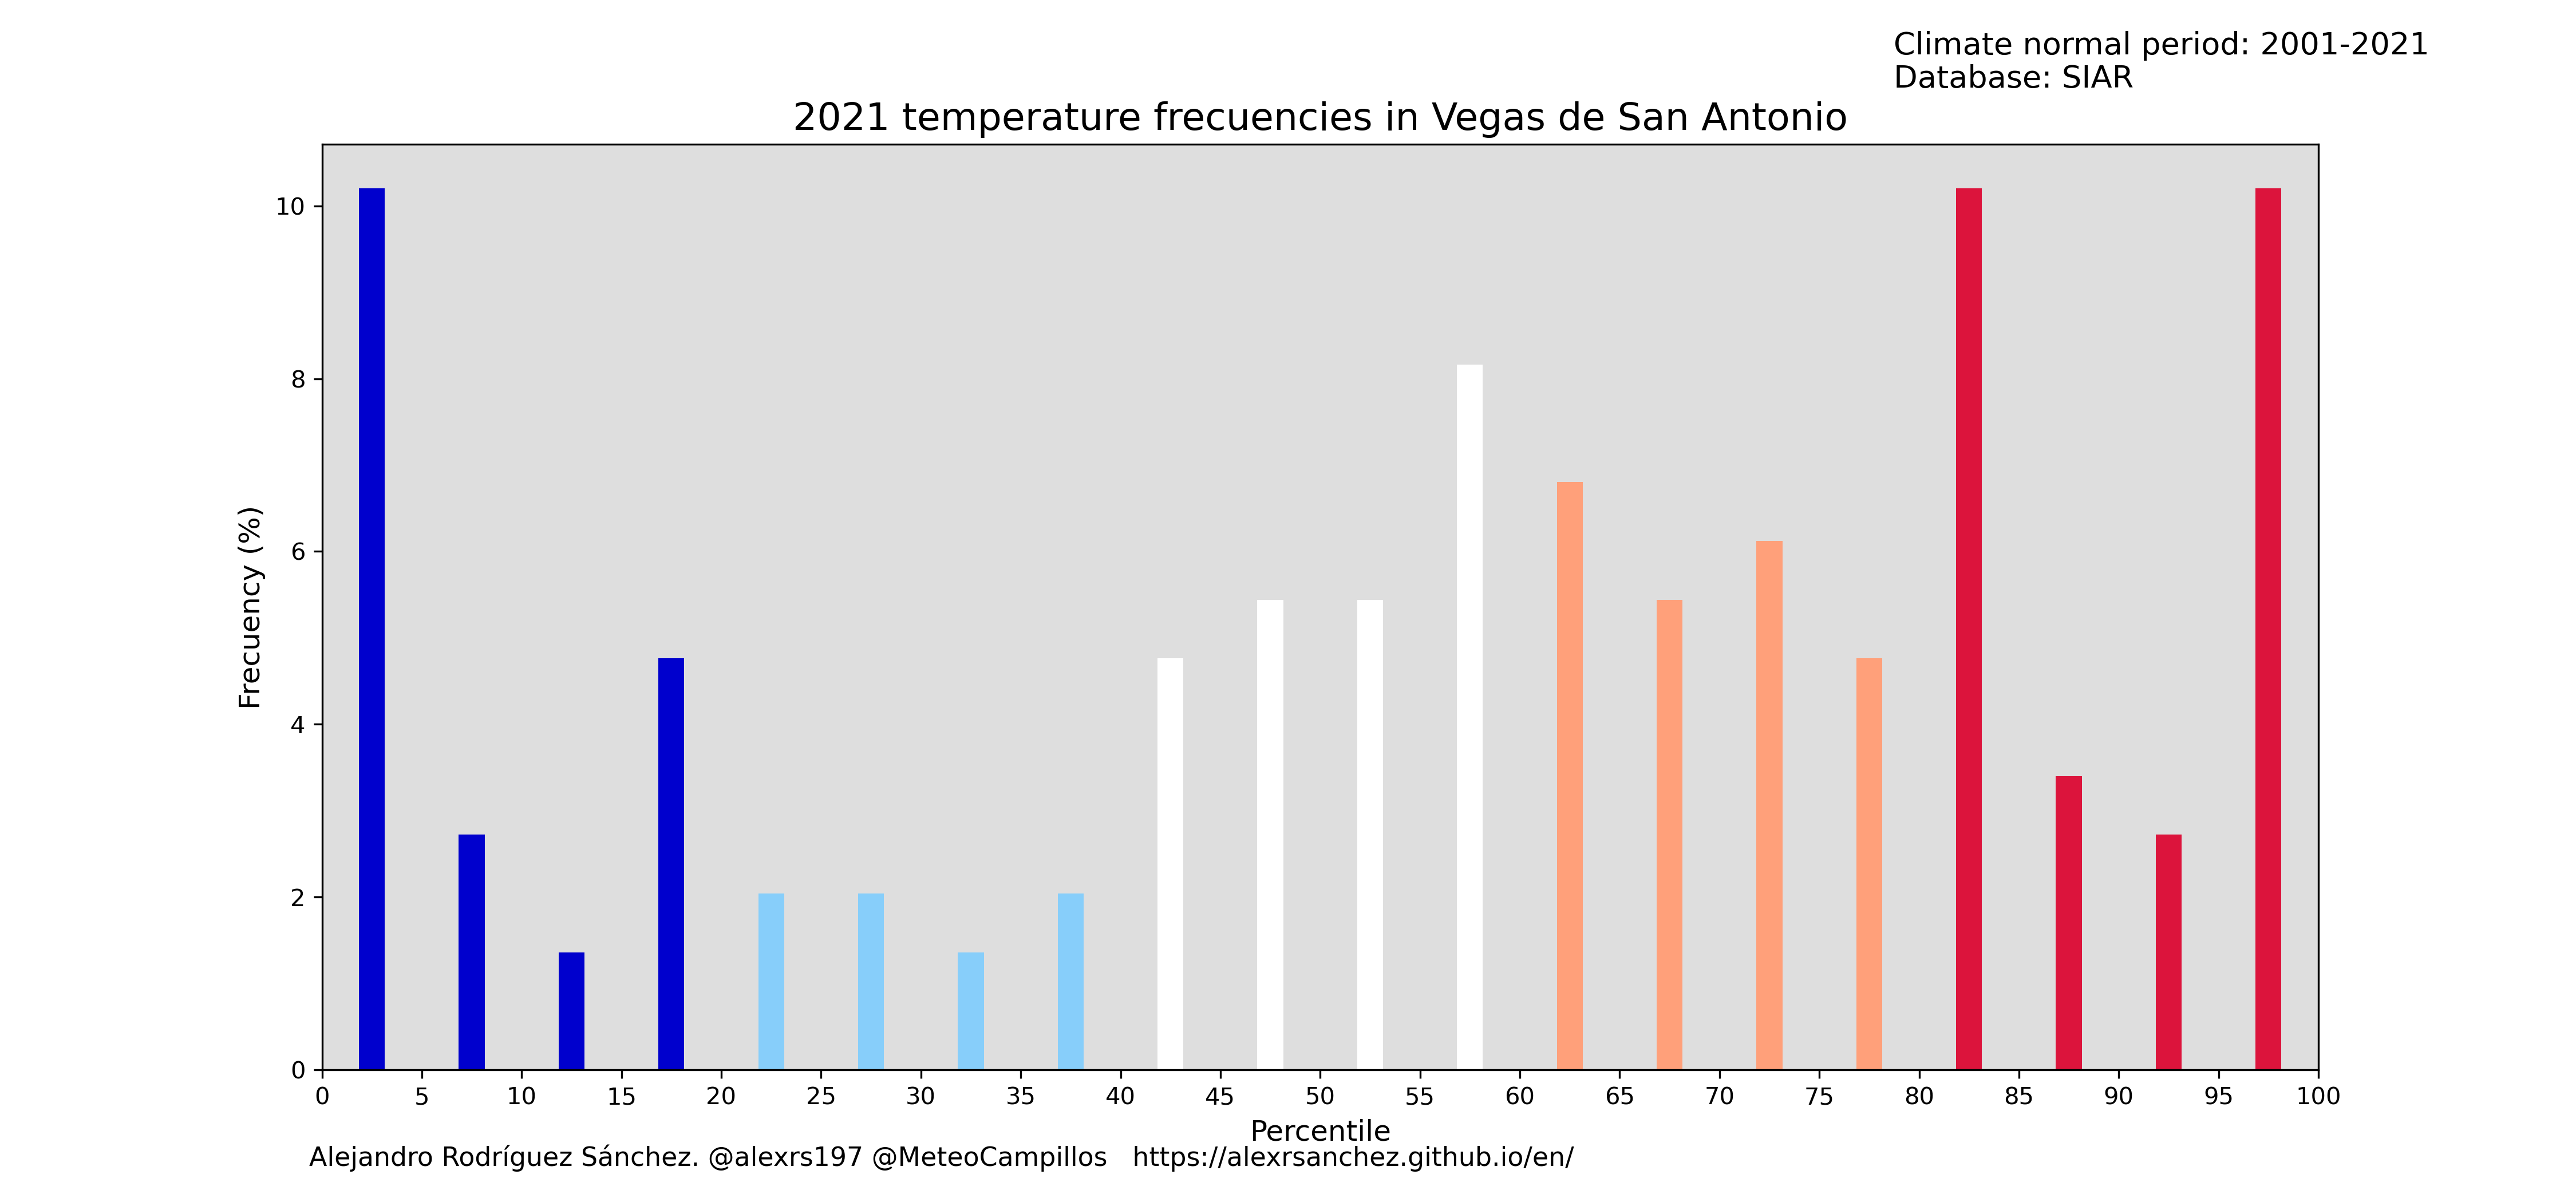 Climate normal period: 2001-2021
Database: SIAR
2021 temperature frecuencies in Vegas de San Antonio
Frecuency (%)
10
8
6
4
2
0
0 5 10 15 20 25 30 35 40 45 50 55 60 65 70 75 80 85 90 95 100
Percentile
Alejandro Rodríguez Sánchez. @alexrs197 @MeteoCampillos https://alexrsanchez.github.io/en/